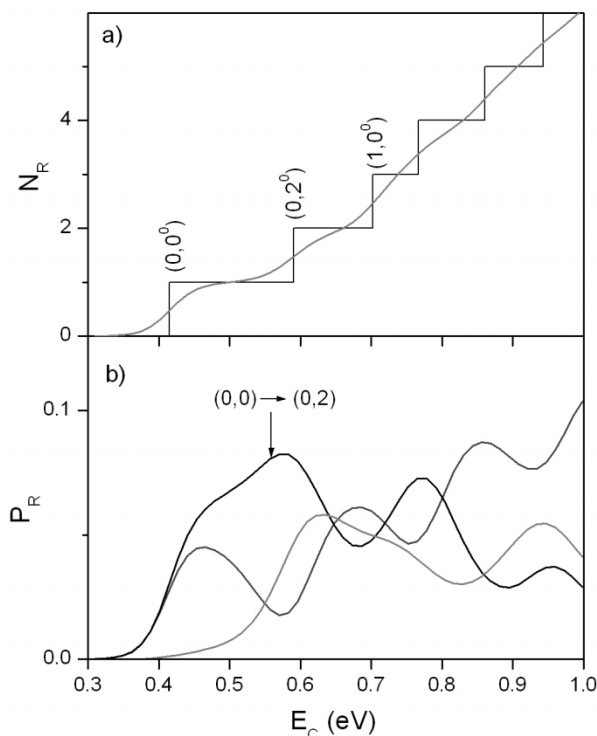 a)
N_R
4
2
0
(0,0⁰)
(0,2⁰)
(1,0⁰)
b)
(0,0) → (0,2)
P_R
0.1
0.0
0.3 0.4 0.5 0.6 0.7 0.8 0.9 1.0
E_C (eV)